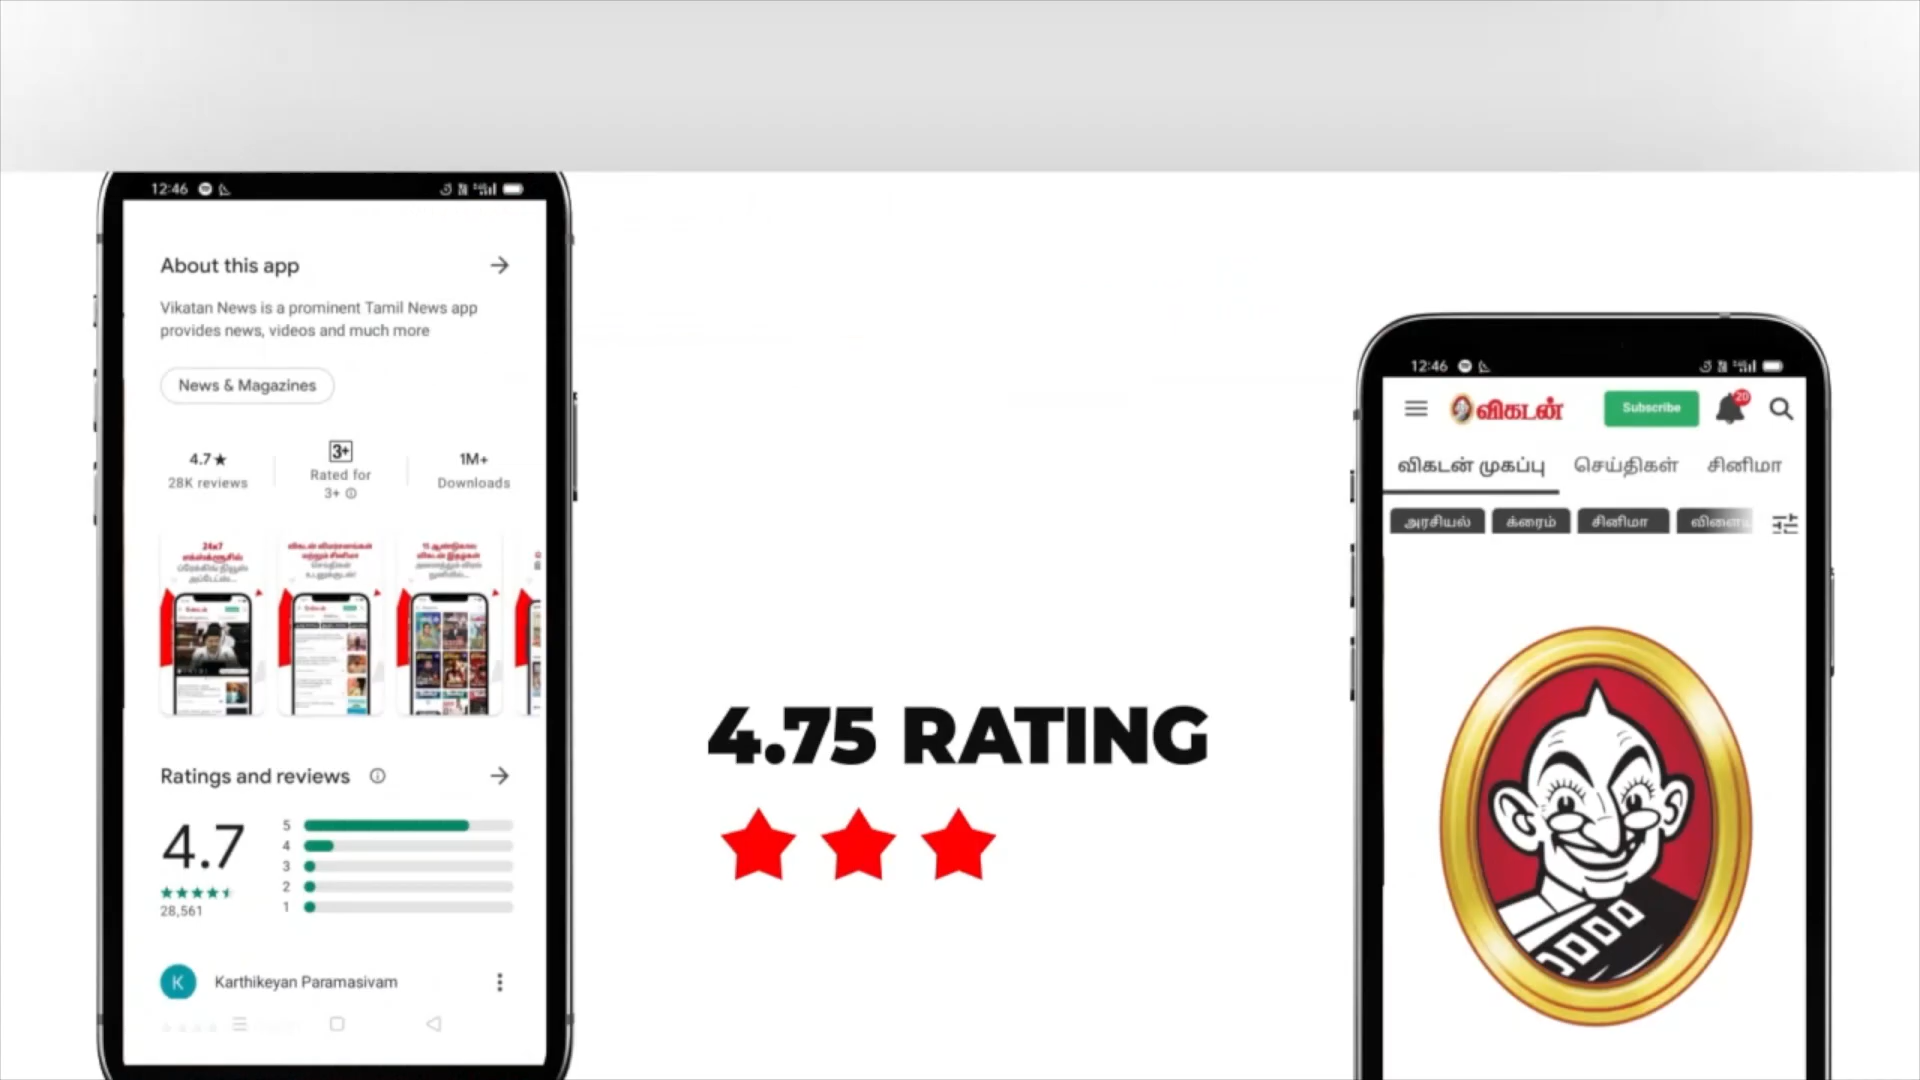 12:46
About this app
Vikatan News is a prominent Tamil News app
provides news, videos and much more
News & Magazines
4.7★
28K reviews
3+
Rated for
3+
1M+
Downloads
24x7
Ratings and reviews
4.7
28,561
5
4
3
2
1
K
Karthikeyan Paramasivam
4.75 RATING
12:46
விகடன்
Subscribe
20
விகடன் முகப்பு
செய்திகள்
சினிமா
அரசியல்
க்ரைம்
சினிமா